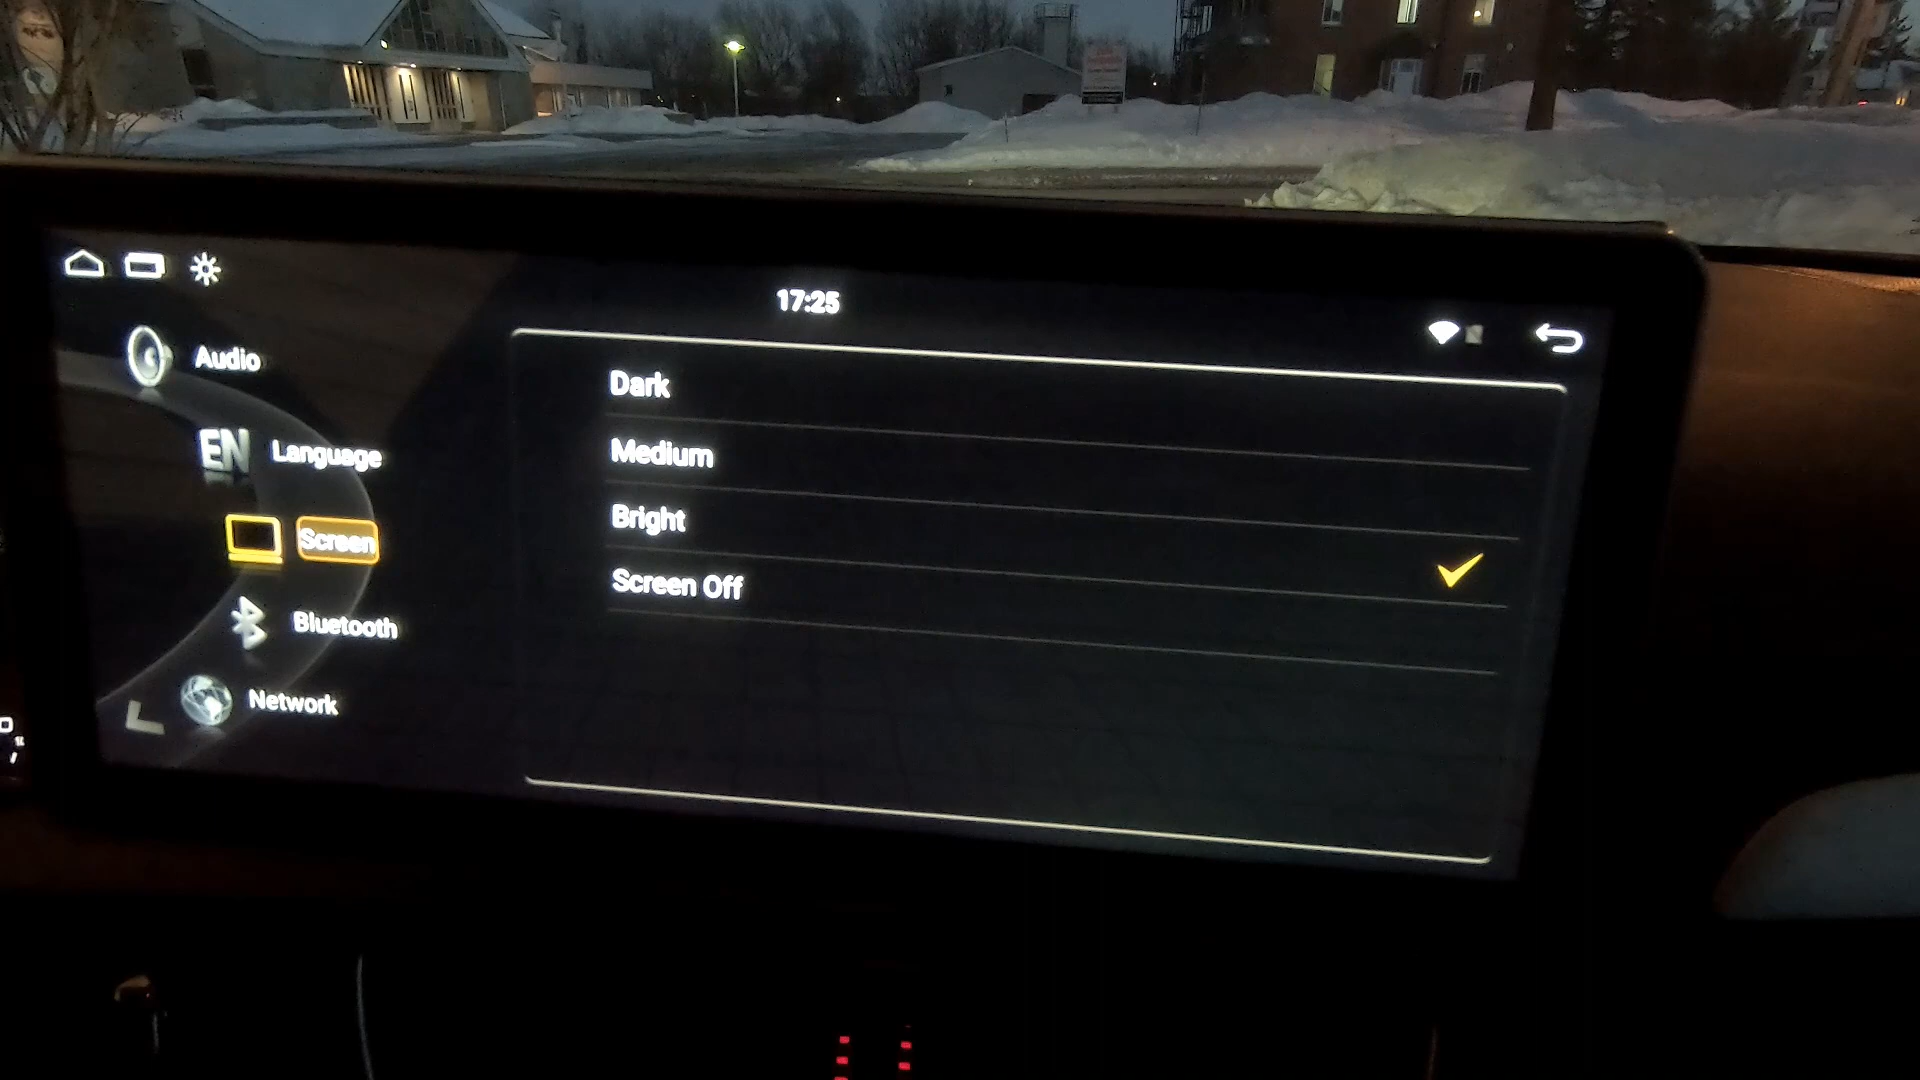 17:25
Audio
EN
Language
Screen
Bluetooth
Network
Dark
Medium
Bright
Screen Off